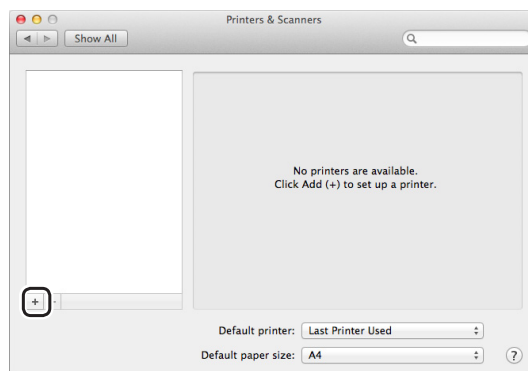 Printers & Scanners
Show All
No printers are available.
Click Add (+) to set up a printer.
+ -
Default printer: Last Printer Used
Default paper size: A4 ?